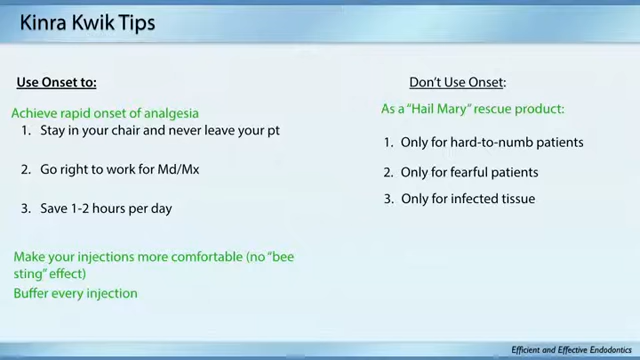 Kinra Kwik Tips
Use Onset to:
Achieve rapid onset of analgesia
1. Stay in your chair and never leave your pt
2. Go right to work for Md/Mx
3. Save 1-2 hours per day
Make your injections more comfortable (no "bee
sting" effect)
Buffer every injection
Don't Use Onset:
As a "Hail Mary" rescue product:
1. Only for hard-to-numb patients
2. Only for fearful patients
3. Only for infected tissue
Efficient and Effective Endodontics